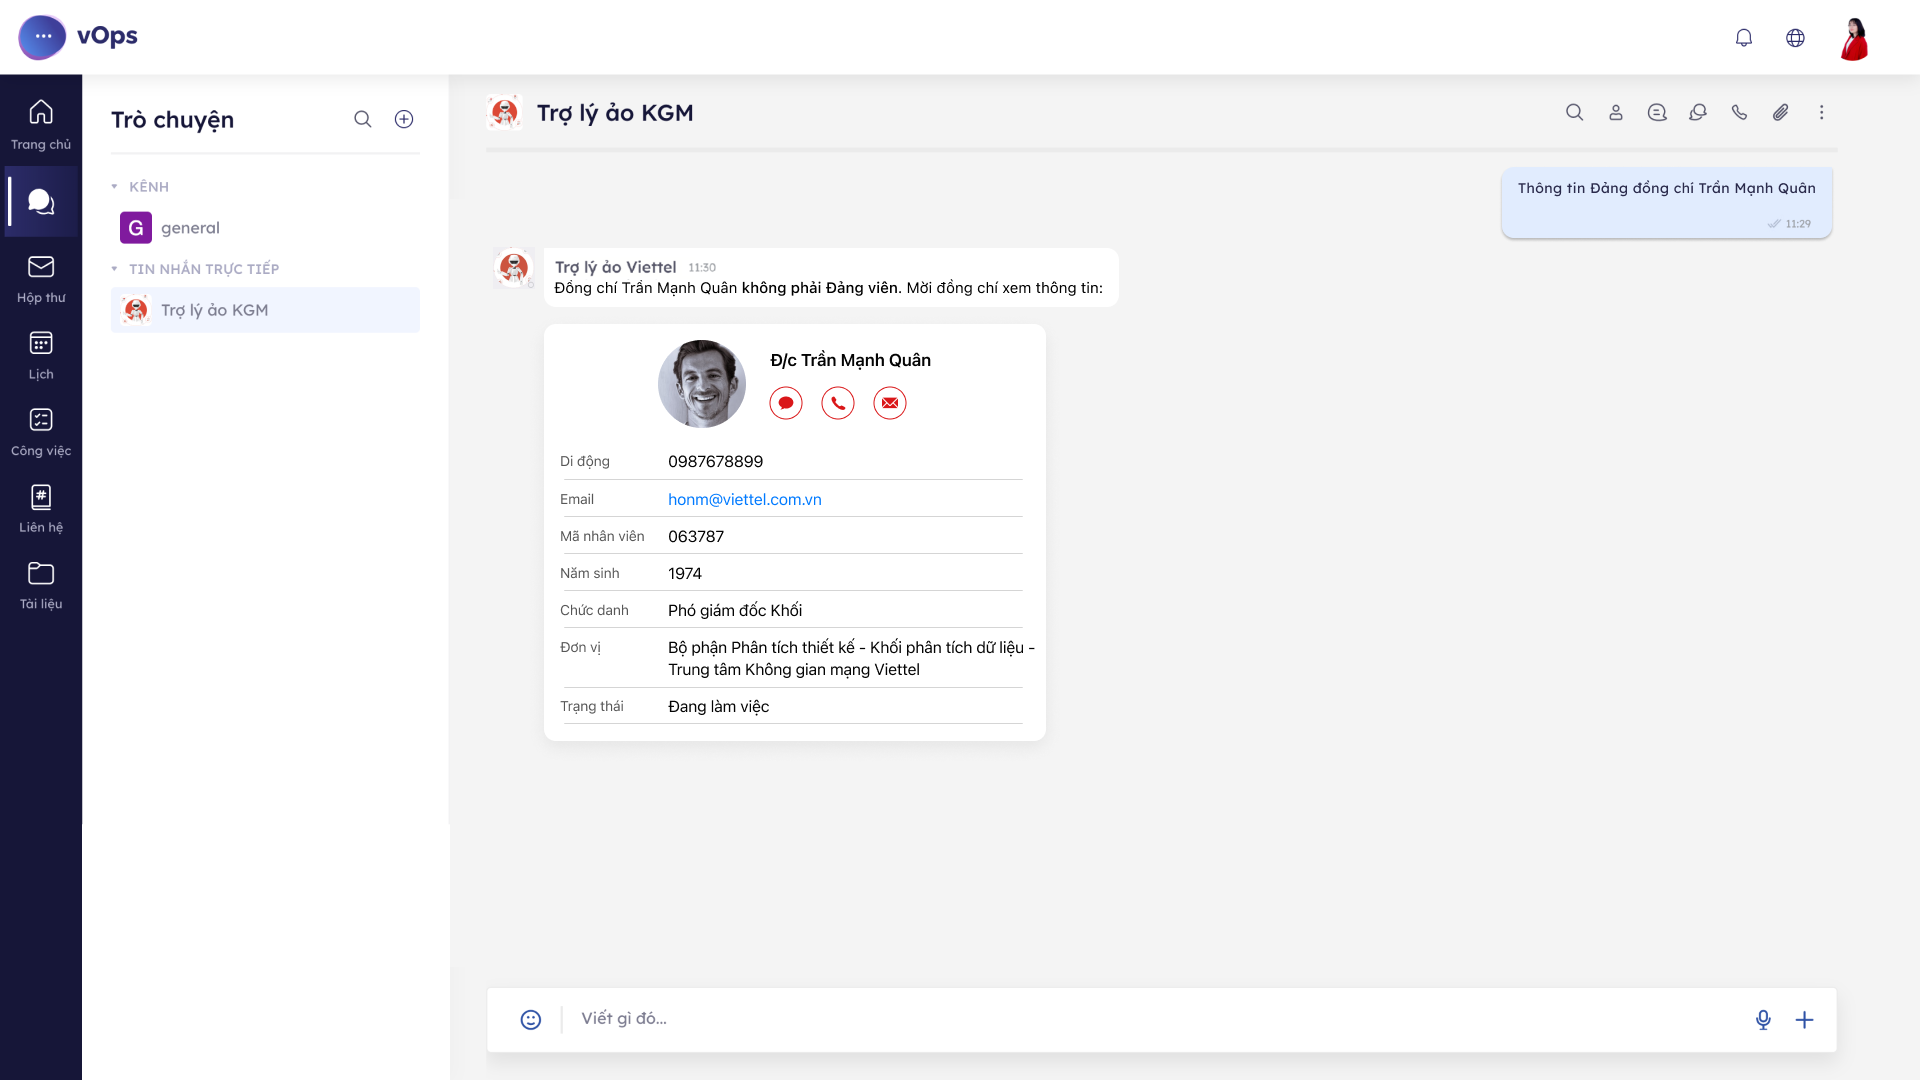 vOps
Trang chủ
Hộp thư
Lịch
Công việc
Liên hệ
Tài liệu
Trò chuyện
KÊNH
G general
TIN NHẮN TRỰC TIẾP
Trợ lý ảo KGM
Trợ lý ảo KGM
Thông tin Đảng đồng chí Trần Mạnh Quân
11:29
Trợ lý ảo Viettel 11:30
Đồng chí Trần Mạnh Quân không phải Đảng viên. Mời đồng chí xem thông tin:
Đ/c Trần Mạnh Quân
Di động 0987678899
Email honm@viettel.com.vn
Mã nhân viên 063787
Năm sinh 1974
Chức danh Phó giám đốc Khối
Đơn vị Bộ phận Phân tích thiết kế - Khối phân tích dữ liệu -
Trung tâm Không gian mạng Viettel
Trạng thái Đang làm việc
Viết gì đó...